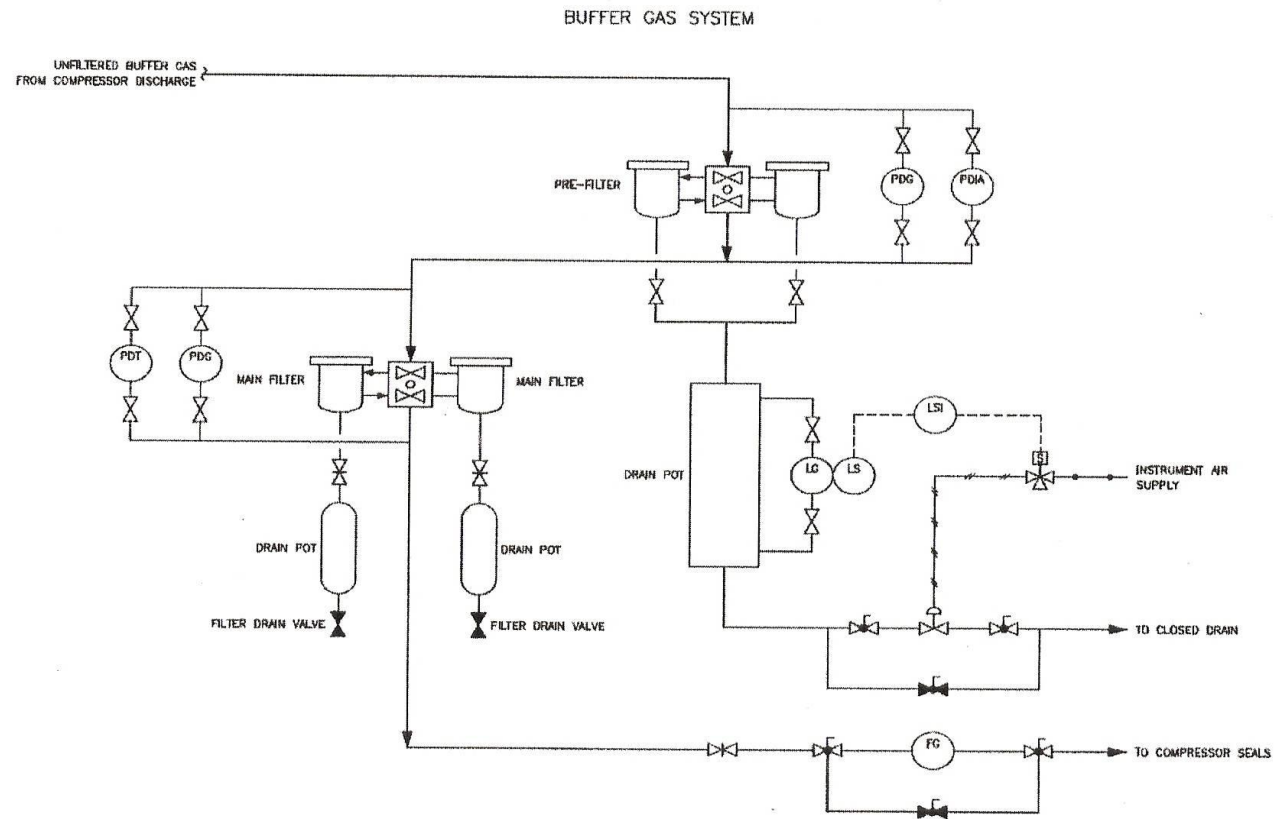 BUFFER GAS SYSTEM
UNFILTERED BUFFER GAS
FROM COMPRESSOR DISCHARGE
PRE-FILTER
PDG
PDIA
PDT
PDG
MAIN FILTER
MAIN FILTER
LSI
DRAIN POT
LG
LS
S
INSTRUMENT AIR
SUPPLY
DRAIN POT
DRAIN POT
FILTER DRAIN VALVE
FILTER DRAIN VALVE
TO CLOSED DRAIN
FG
TO COMPRESSOR SEALS